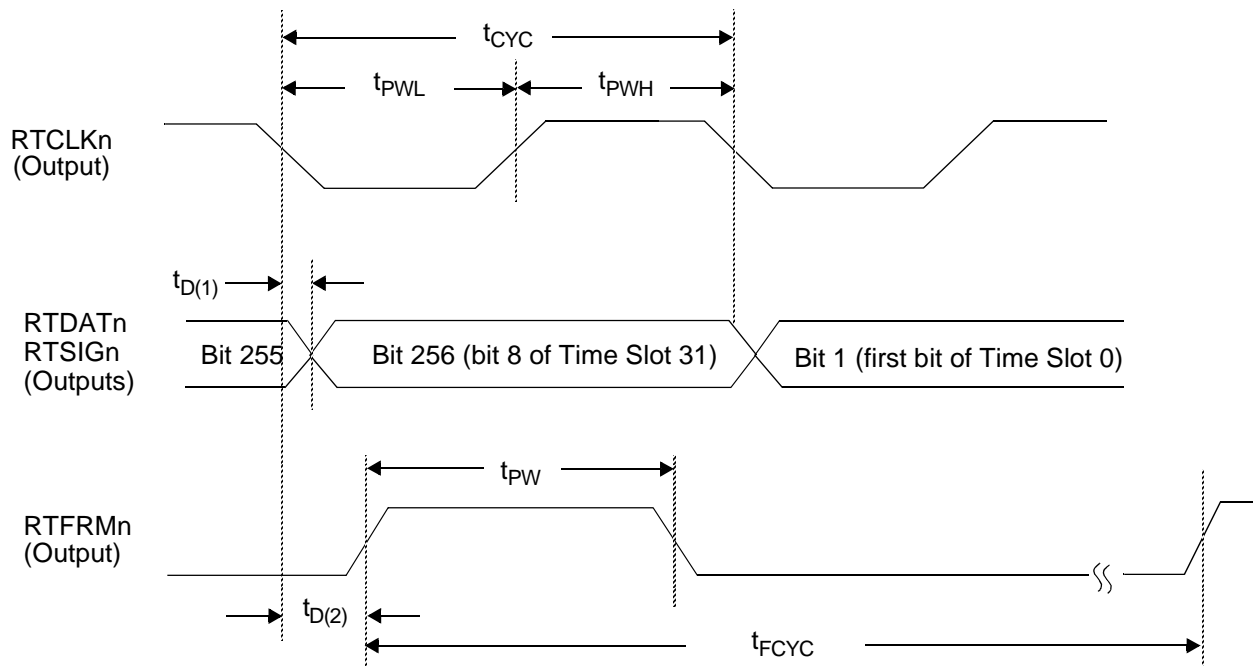 tCYC
tPWL
tPWH
RTCLKn
(Output)
tD(1)
RTDATn
RTSIGn
(Outputs)
Bit 255
Bit 256 (bit 8 of Time Slot 31)
Bit 1 (first bit of Time Slot 0)
tPW
RTFRMn
(Output)
tD(2)
tFCYC